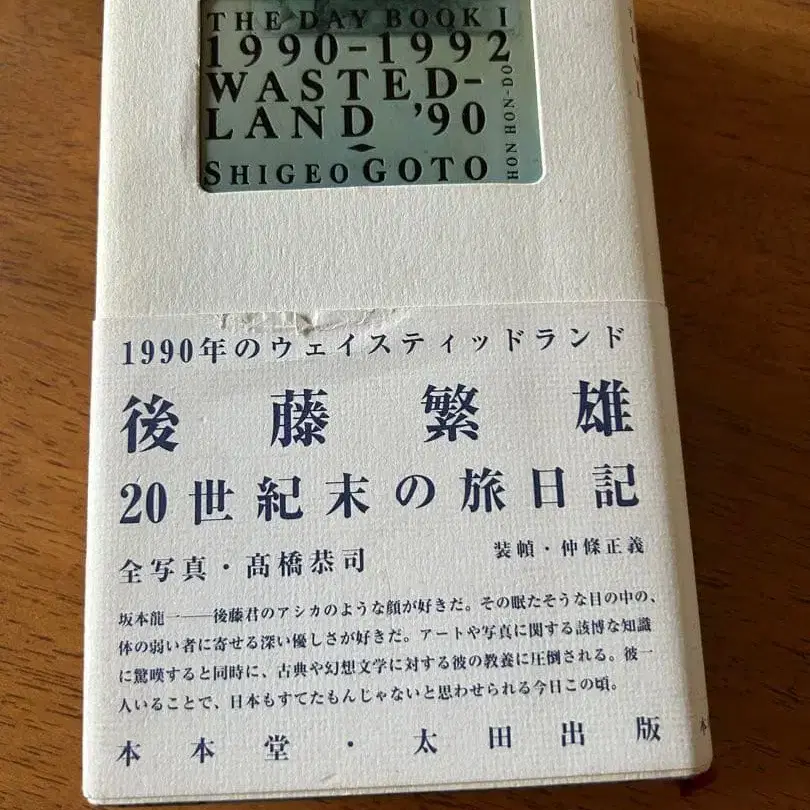 THE DAY BOOK I
1990-1992
WASTED-
LAND '90
SHIGEO GOTO
HON HON-DO
1990年のウェイスティッドランド
後藤繁雄
20世紀末の旅日記
全写真・髙橋恭司
装幀・仲條正義
坂本龍一——後藤君のアシカのような顔が好きだ。その眠たそうな目の中の、
体の弱い者に寄せる深い優しさが好きだ。アートや写真に関する該博な知識
に驚嘆すると同時に、古典や幻想文学に対する彼の教養に圧倒される。彼一
人いることで、日本もすてたもんじゃないと思わせられる今日この頃。
本本堂・太田出版